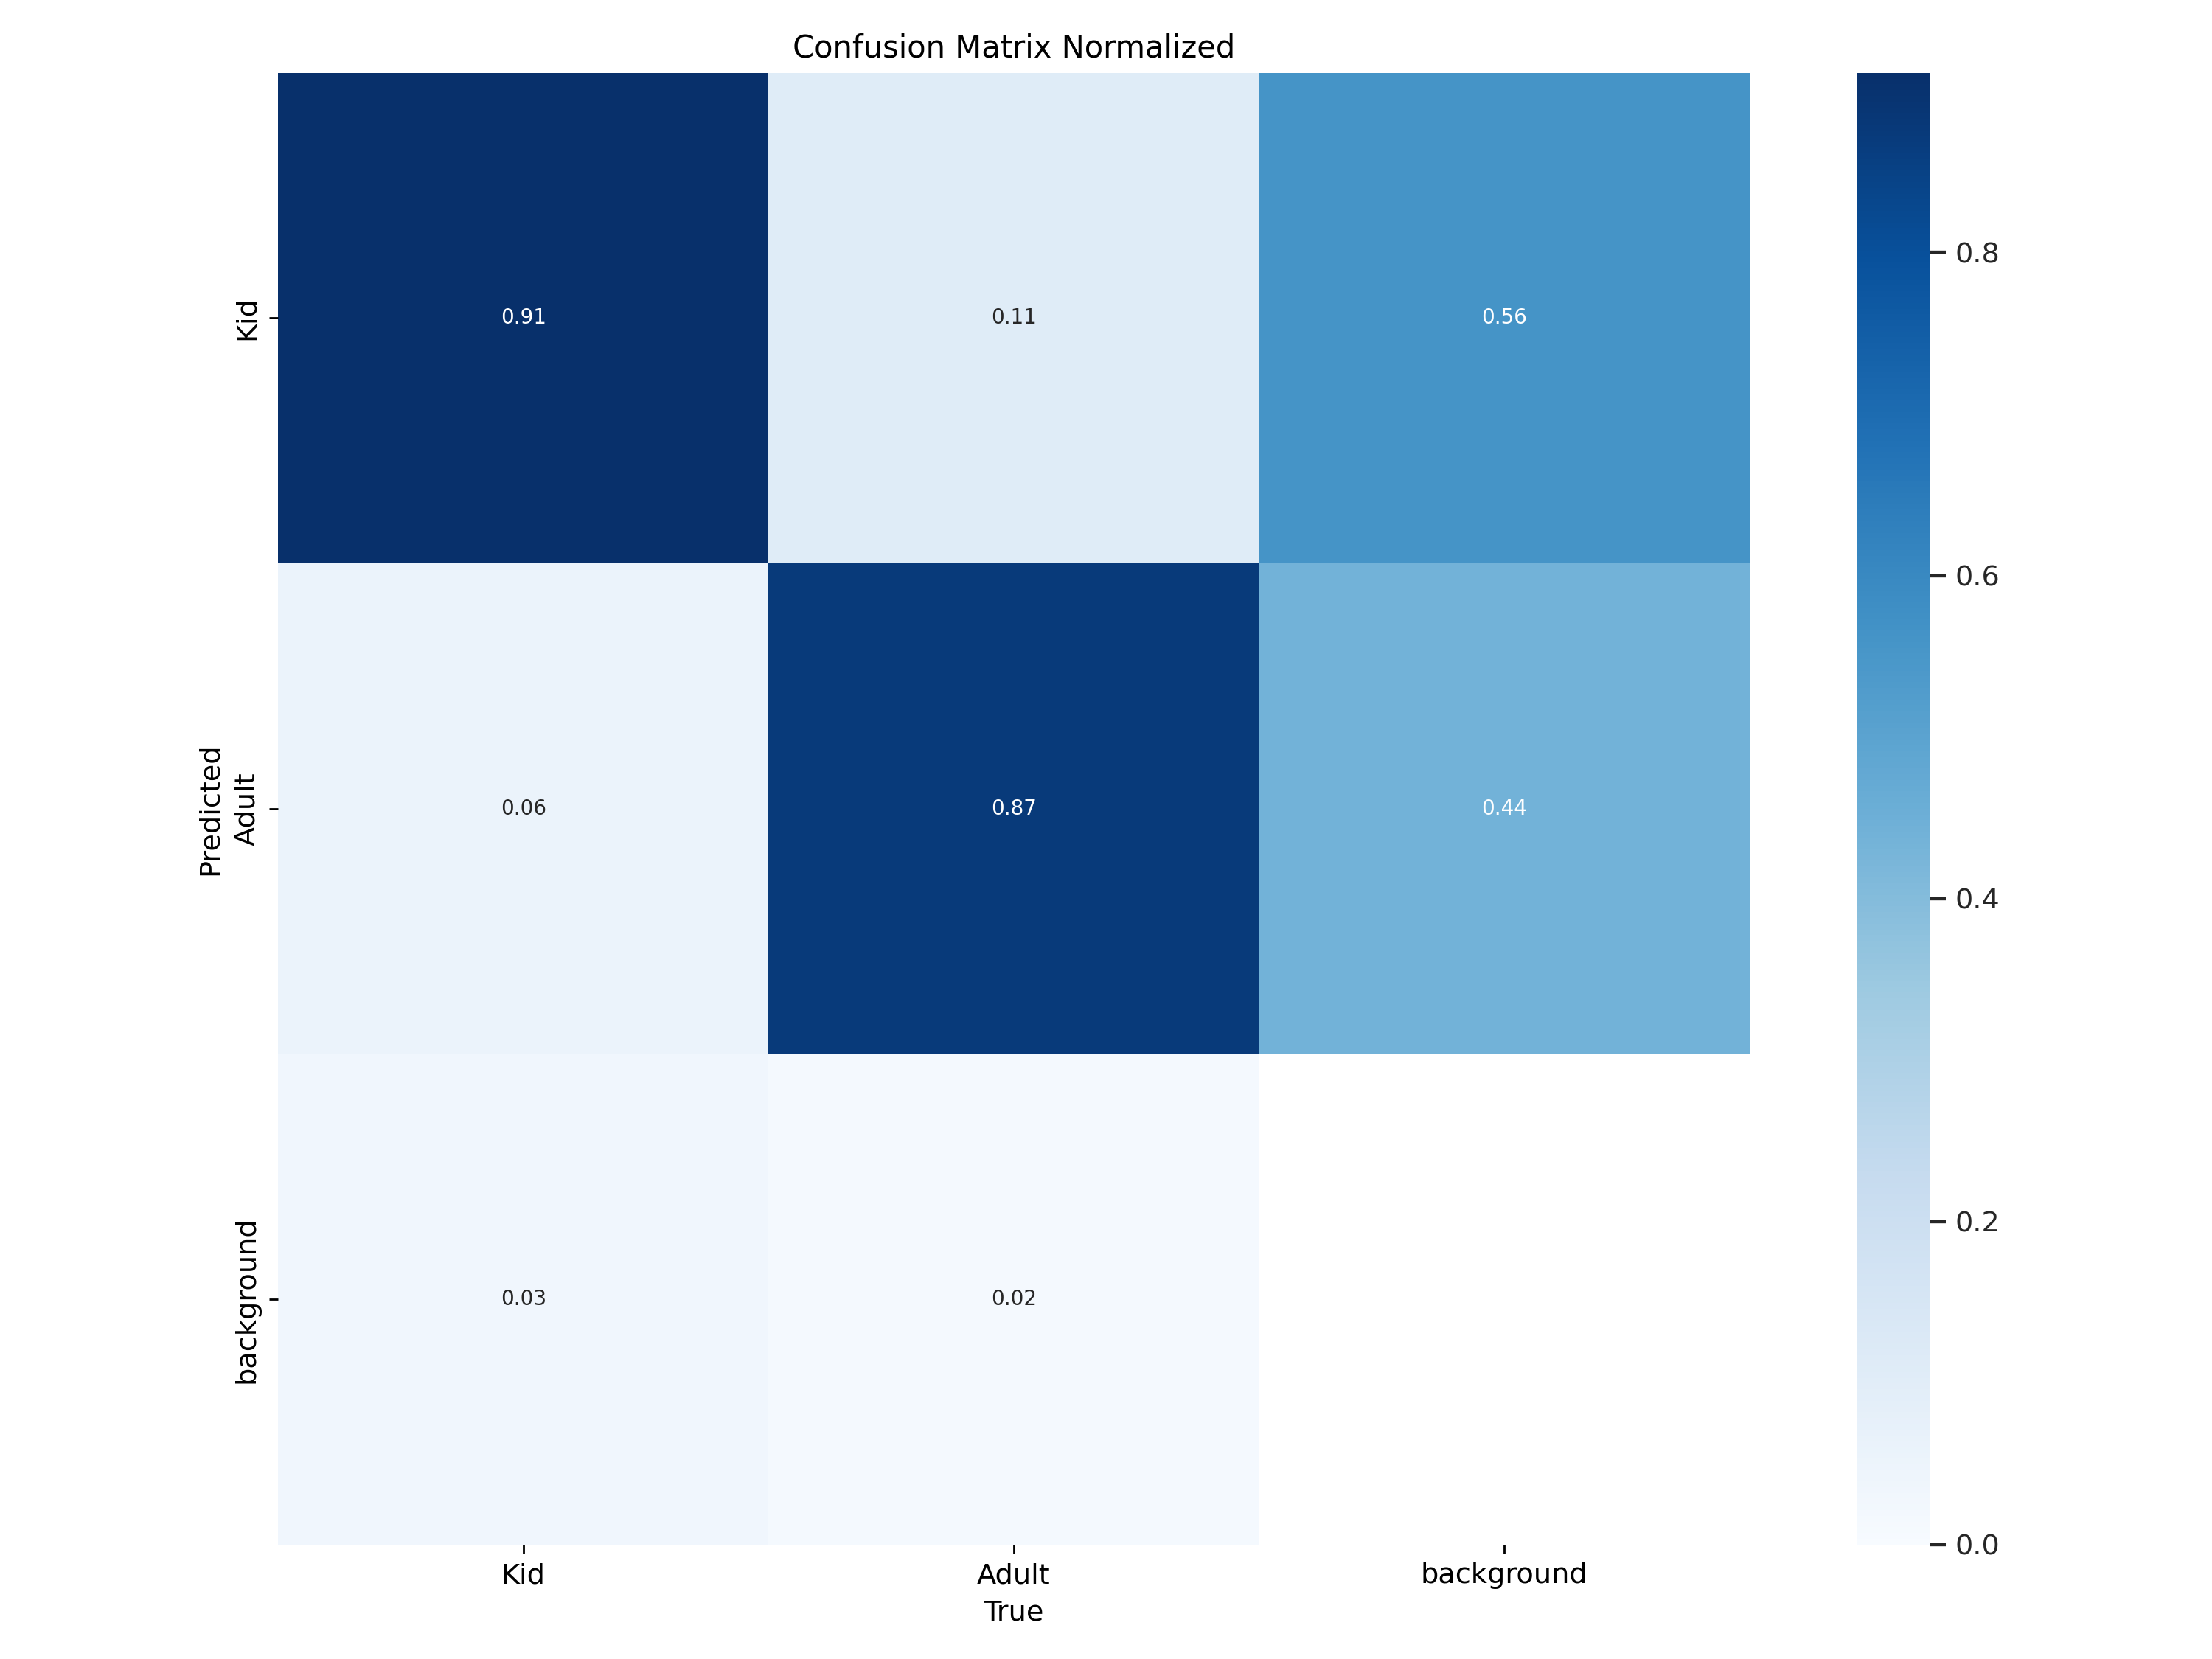 Confusion Matrix Normalized
Predicted
Kid
0.91 0.11 0.56
Adult
0.06 0.87 0.44
background
0.03 0.02
Kid Adult background
True
0.8
0.6
0.4
0.2
0.0